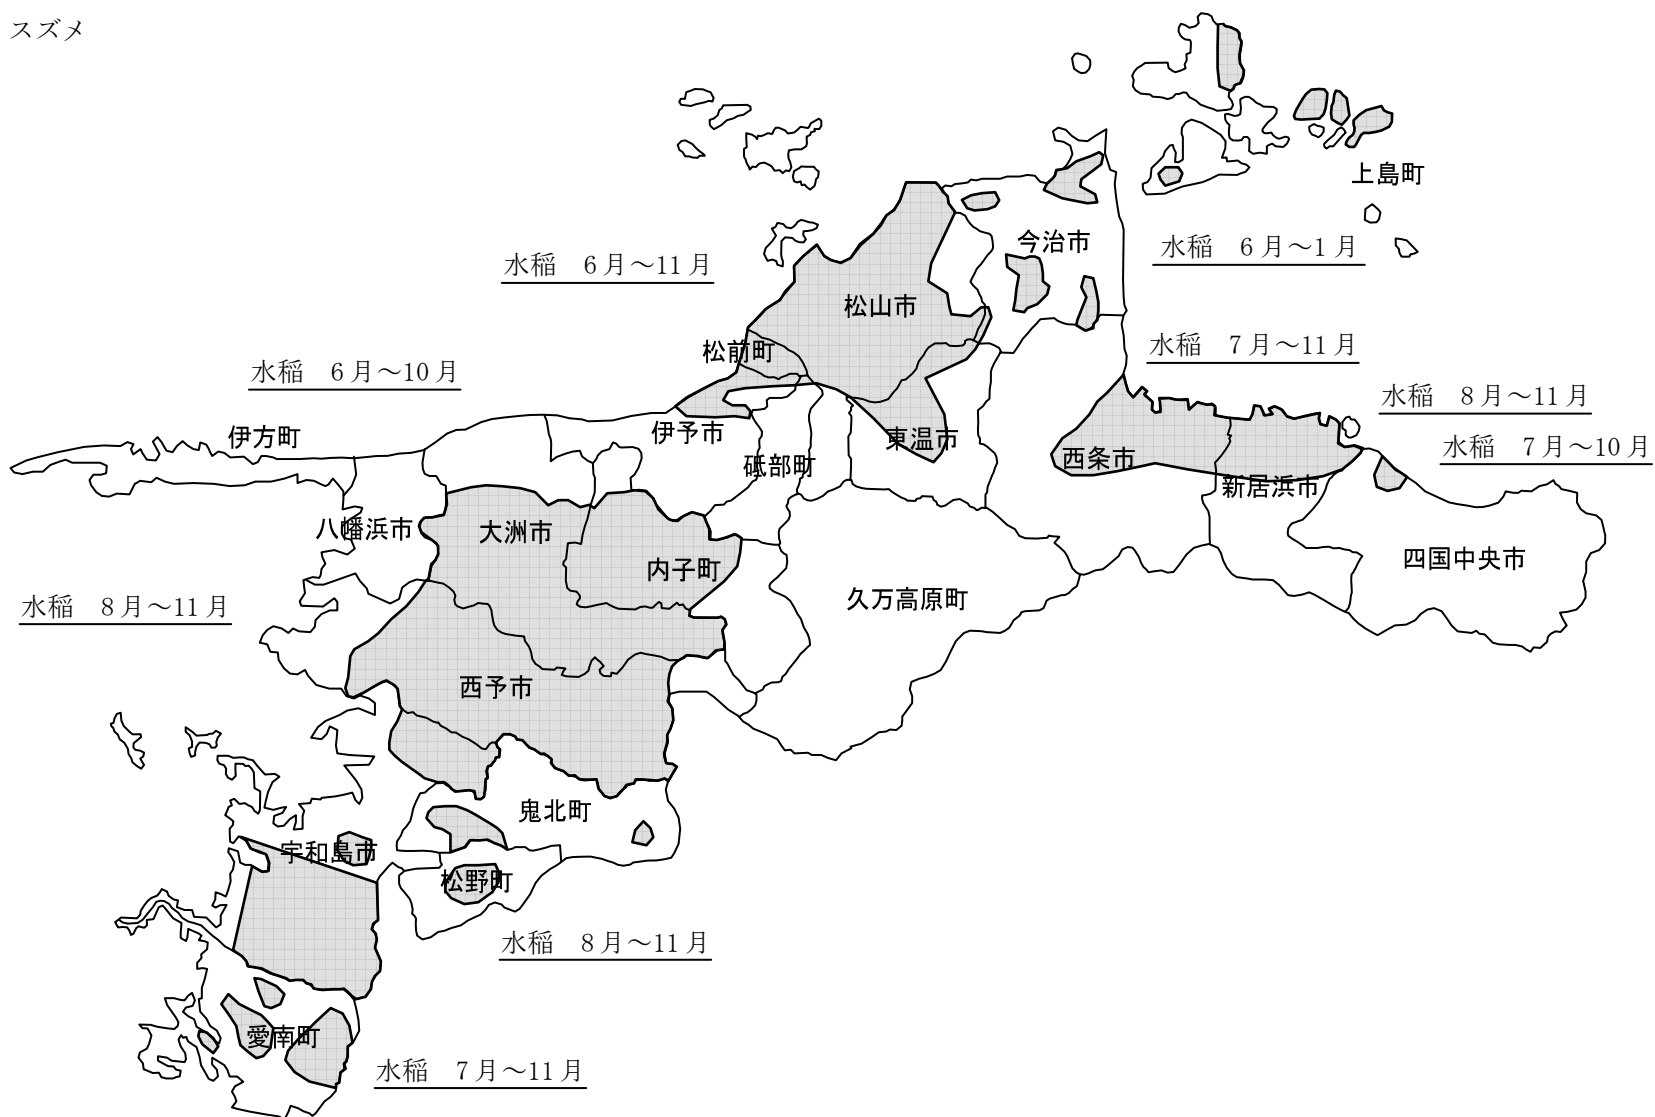 スズメ
上島町
今治市
水稲　6月～1月
水稲　6月～11月
松山市
松前町
水稲　7月～11月
水稲　6月～10月
水稲　8月～11月
伊方町
伊予市
東温市
水稲　7月～10月
砥部町
西条市
新居浜市
八幡浜市
大洲市
四国中央市
内子町
久万高原町
水稲　8月～11月
西予市
鬼北町
宇和島市
松野町
水稲　8月～11月
愛南町
水稲　7月～11月